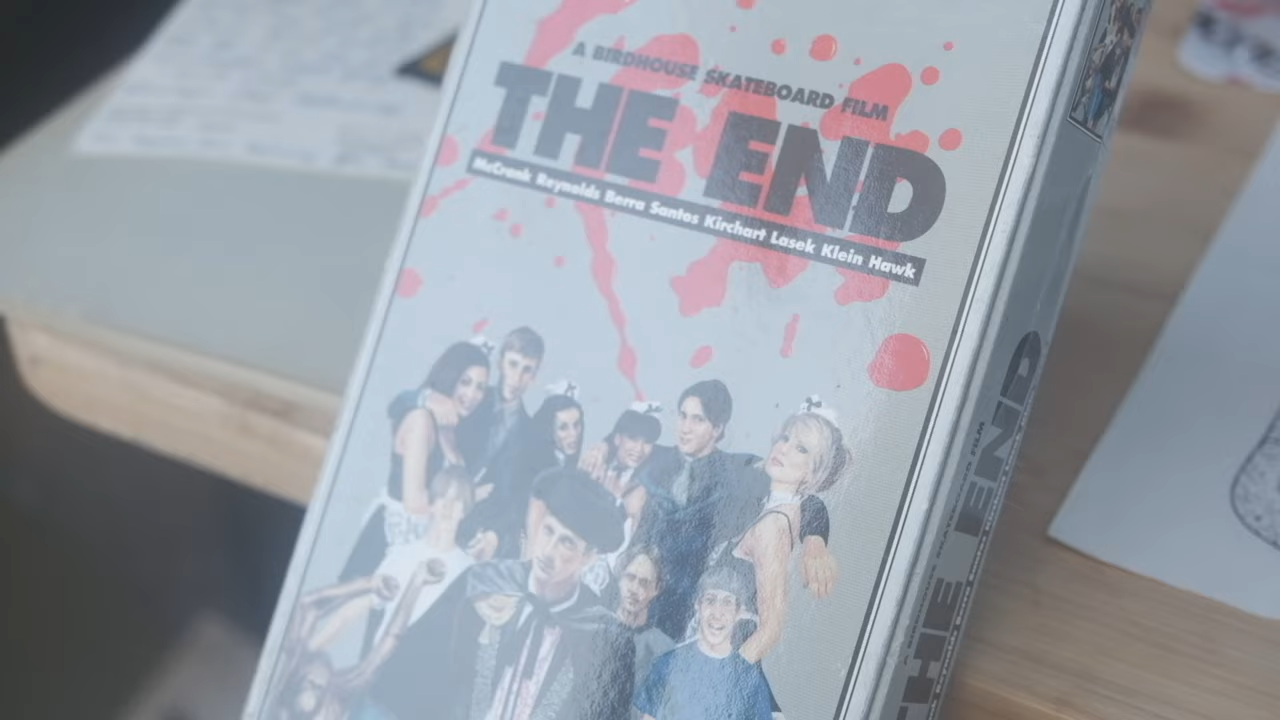 A BIRDHOUSE SKATEBOARD FILM
THE END
McCrank Reynolds Berra Santos Kirchart Lasek Klein Hawk
THE END